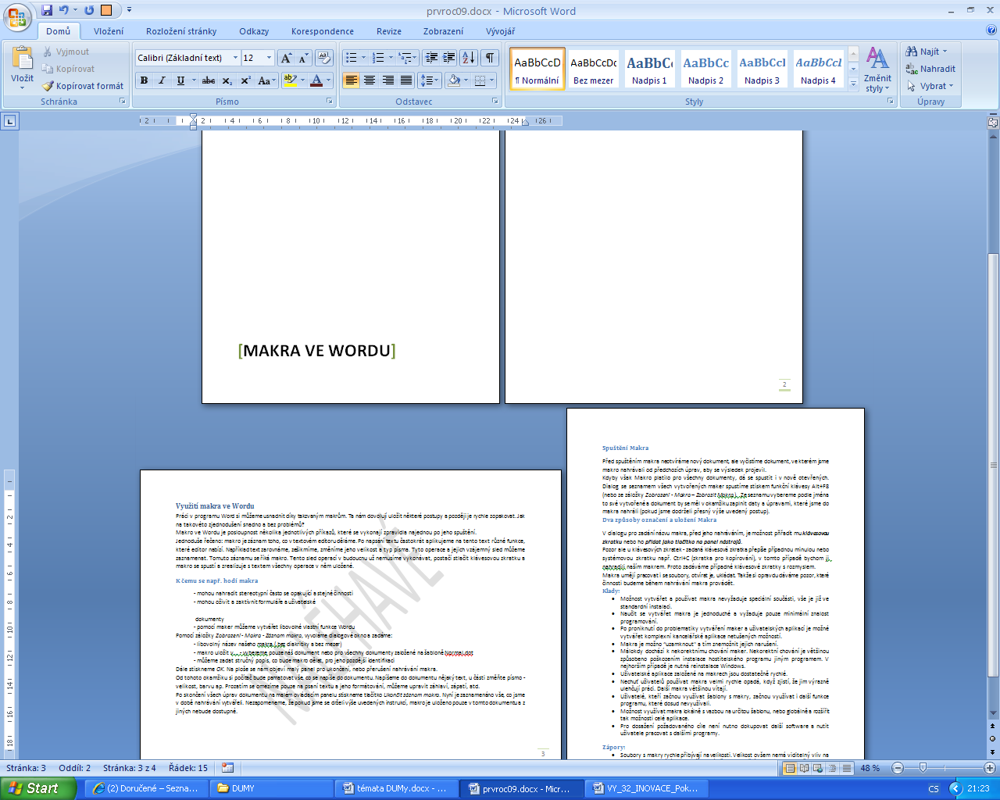 prvroc09.docx - Microsoft Word
Domů Vložení Rozložení stránky Odkazy Korespondence Revize Zobrazení Vývojář
Vložit
Vyjmout
Kopírovat
Kopírovat formát
Schránka
Calibri (Základní text) 12
Písmo
Odstavec
AaBbCcD AaBbCcDc AaBbC AaBbCc AaBbCcI AaBbCcI
¶ Normální Bez mezer Nadpis 1 Nadpis 2 Nadpis 3 Nadpis 4
Změnit styly
Styly
Najít
Nahradit
Vybrat
Úpravy
2 2 4 6 8 10 12 14 16 18 20 22 24 26
[MAKRA VE WORDU]
2
Využití makra ve Wordu
Práci v programu Word si můžeme usnadnit díky takzvaným makrům. Ta nám dovolují uložit některé postupy a později je rychle zopakovat. Jak
na takovéto zjednodušení snadno a bez problémů?
Makro ve Wordu je posloupnost několika jednotlivých příkazů, které se vykonají zpravidla najednou po jeho spuštění.
Jednoduše řečeno: makro je záznam toho, co v textovém editoru děláme. Po napsání textu častokrát aplikujeme na tento text různé funkce,
které editor nabízí. Například text zarovnáme, zešikmíme, změníme jeho velikost a typ písma. Tyto operace a jejich vzájemný sled můžeme
zaznamenat. Tomuto záznamu se říká makro. Tento sled operací v budoucnu už nemusíme vykonávat, postačí stlačit klávesovou zkratku a
makro se spustí a zrealizuje s textem všechny operace v něm uložené.
K čemu se např. hodí makra
- mohou nahradit stereotypní často se opakující a stejné činnosti
- mohou oživit a zaktivnit formuláře a uživatelské
dokumenty
- pomocí maker můžeme vytvářet libovolné vlastní funkce Wordu
Pomocí záložky Zobrazení - Makra - Záznam makra, vyvoláme dialogové okno a zadáme:
- libovolný název našeho makra ( bez diakritiky a bez mezer)
- makro uložit v... - vybereme pouze náš dokument nebo pro všechny dokumenty založené na šabloně Normal.dot
- můžeme zadat stručný popis, co bude makro dělat, pro jeho pozdější identifikaci
Dále stiskneme OK. Na ploše se nám objeví malý panel pro ukončení, nebo přerušení nahrávání makra.
Od tohoto okamžiku si počítač bude pamatovat vše, co se napíše do dokumentu. Napíšeme do dokumentu nějaký text, u části změňte písmo -
velikost, barvu ap. Prozatím se omezíme pouze na psaní textu a jeho formátování, můžeme upravit záhlaví, zápatí, atd.
Po skončení všech úprav dokumentu na malém ovládacím panelu stiskneme tlačítko Ukončit záznam makra. Nyní je zaznamenáno vše, co jsme
v době nahrávání vytvářeli. Nezapomeňme, že pokud jsme se drželi výše uvedených instrukcí, makro je uloženo pouze v tomto dokumentu a z
jiných nebude dostupné.
3
Spuštění Makra
Před spuštěním makra neotvíráme nový dokument, ale vyčistíme dokument, ve kterém jsme
makro nahrávali od předchozích úprav, aby se výsledek projevil.
Kdyby však Makro platilo pro všechny dokumenty, dá se spustit i v nově otevřených.
Dialog se seznamem všech vytvořených maker spustíme stiskem funkční klávesy Alt+F8
(nebo ze záložky Zobrazení - Makra – Zobrazit Makra ). Ze seznamu vybereme podle jména
to své vytvořené a dokument by se měl v okamžiku zaplnit daty a úpravami, které jsme do
makra nahráli (pokud jsme dodrželi přesný výše uvedený postup).
Dva způsoby označení a uložení Makra
V dialogu pro zadání názvu makra, před jeho nahráváním, je možnost přiřadit mu klávesovou
zkratku nebo ho přidat jako tlačítko na panel nástrojů.
Pozor ale u klávesových zkratek - zadaná klávesová zkratka přepíše případnou minulou nebo
systémovou zkratku např. Ctrl+C (zkratka pro kopírování), v tomto případě bychom jí,
nahradili naším makrem. Proto zadáváme případné klávesové zkratky s rozmyslem.
Makra umějí pracovat i se soubory, otvírat je, ukládat. Takže si opravdu dáváme pozor, které
činnosti budeme během nahrávání makra provádět.
Klady:
• Možnost vytvářet a používat makra nevyžaduje speciální součásti, vše je již ve
standardní instalaci.
• Naučit se vytvářet makra je jednoduché a vyžaduje pouze minimální znalost
programování.
• Po proniknutí do problematiky vytváření maker a uživatelských aplikací je možné
vytvářet komplexní kancelářské aplikace netušených možností.
• Makra je možno "uzamknout" a tím znemožnit jejich narušení.
• Málokdy dochází k nekorektnímu chování maker. Nekorektní chování je většinou
způsobeno poškozením instalace hostitelského programu jiným programem. V
nejhorším případě je nutná reinstalace Windows.
• Uživatelské aplikace založené na makrech jsou dostatečně rychlé.
• Nechuť uživatelů používat makra velmi rychle opadá, když zjistí, že jim výrazně
ulehčují práci. Další makra většinou vítají.
• Uživatelé, kteří začnou využívat šablony s makry, začnou využívat i další funkce
programu, které dosud nevyužívali.
• Možnost využívat makra lokálně s vazbou na určitou šablonu, nebo globálně a rozšířit
tak možnosti celé aplikace.
• Pro dosažení požadovaného cíle není nutno dokupovat další software a nutit
uživatele pracovat s dalšími programy.
Zápory:
• Soubory s makry rychle přibývají na velikosti. Velikost ovšem nemá viditelný vliv na
Stránka: 3 Oddíl: 2 Stránka: 3 z 4 Řádek: 15 48 %
Start (2) Doručené – Sezna... DUMY témata DUMy.docx - ... prvroc09.docx - Micr... VY_32_INOVACE_Pok... CS 21:23